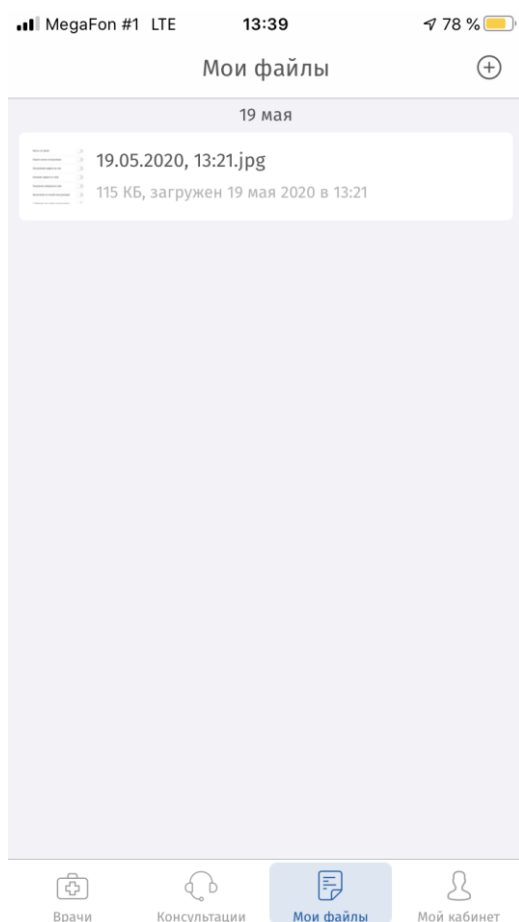 MegaFon #1 LTE 13:39 78 %
Мои файлы
19 мая
19.05.2020, 13:21.jpg
115 КБ, загружен 19 мая 2020 в 13:21
Врачи Консультации Мои файлы Мой кабинет